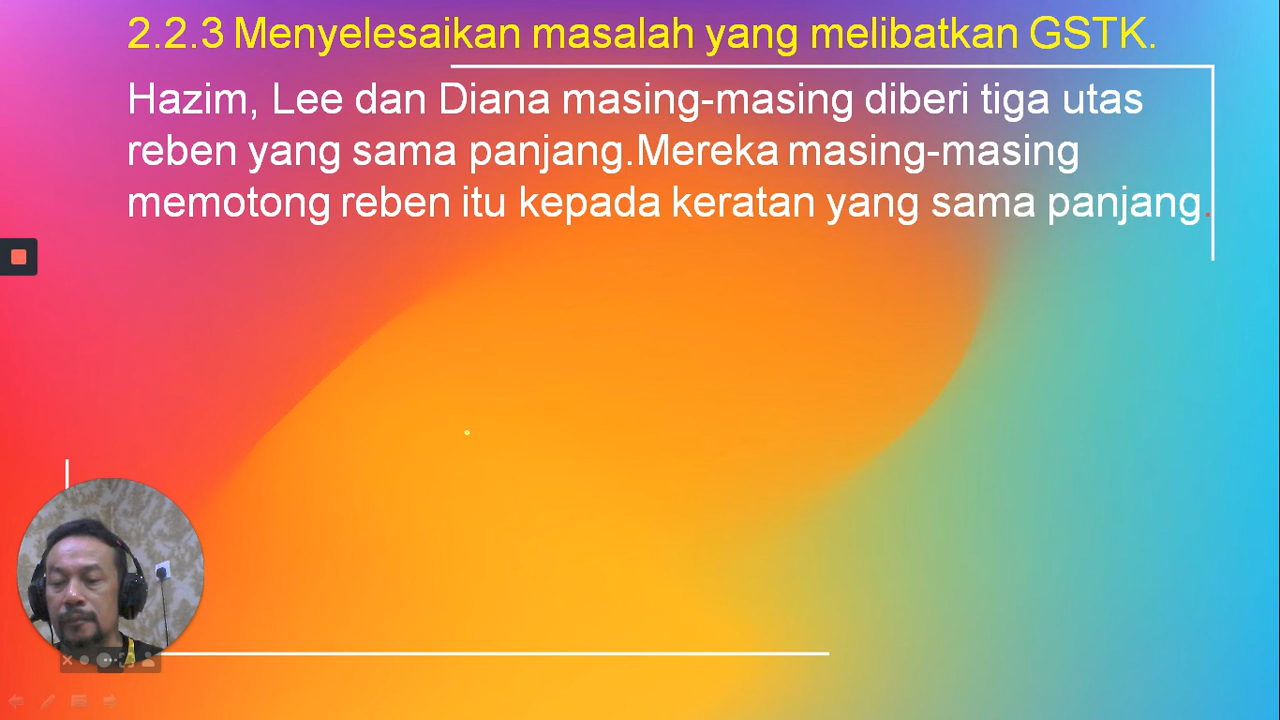 2.2.3 Menyelesaikan masalah yang melibatkan GSTK.
Hazim, Lee dan Diana masing-masing diberi tiga utas
reben yang sama panjang.Mereka masing-masing
memotong reben itu kepada keratan yang sama panjang.